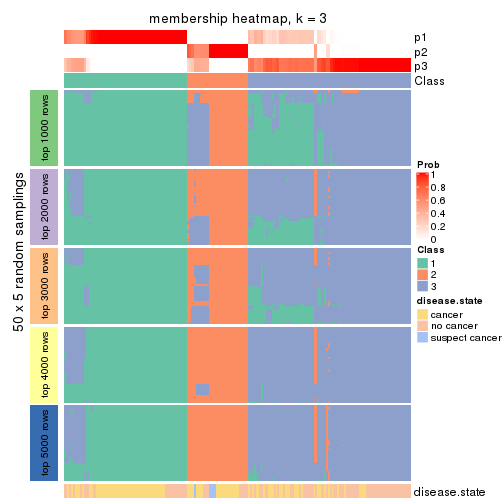 membership heatmap, k = 3
p1
p2
p3
Class
50 x 5 random samplings
top 1000 rows
top 2000 rows
top 3000 rows
top 4000 rows
top 5000 rows
Prob
1
0.8
0.6
0.4
0.2
0
Class
1
2
3
disease.state
cancer
no cancer
suspect cancer
disease.state